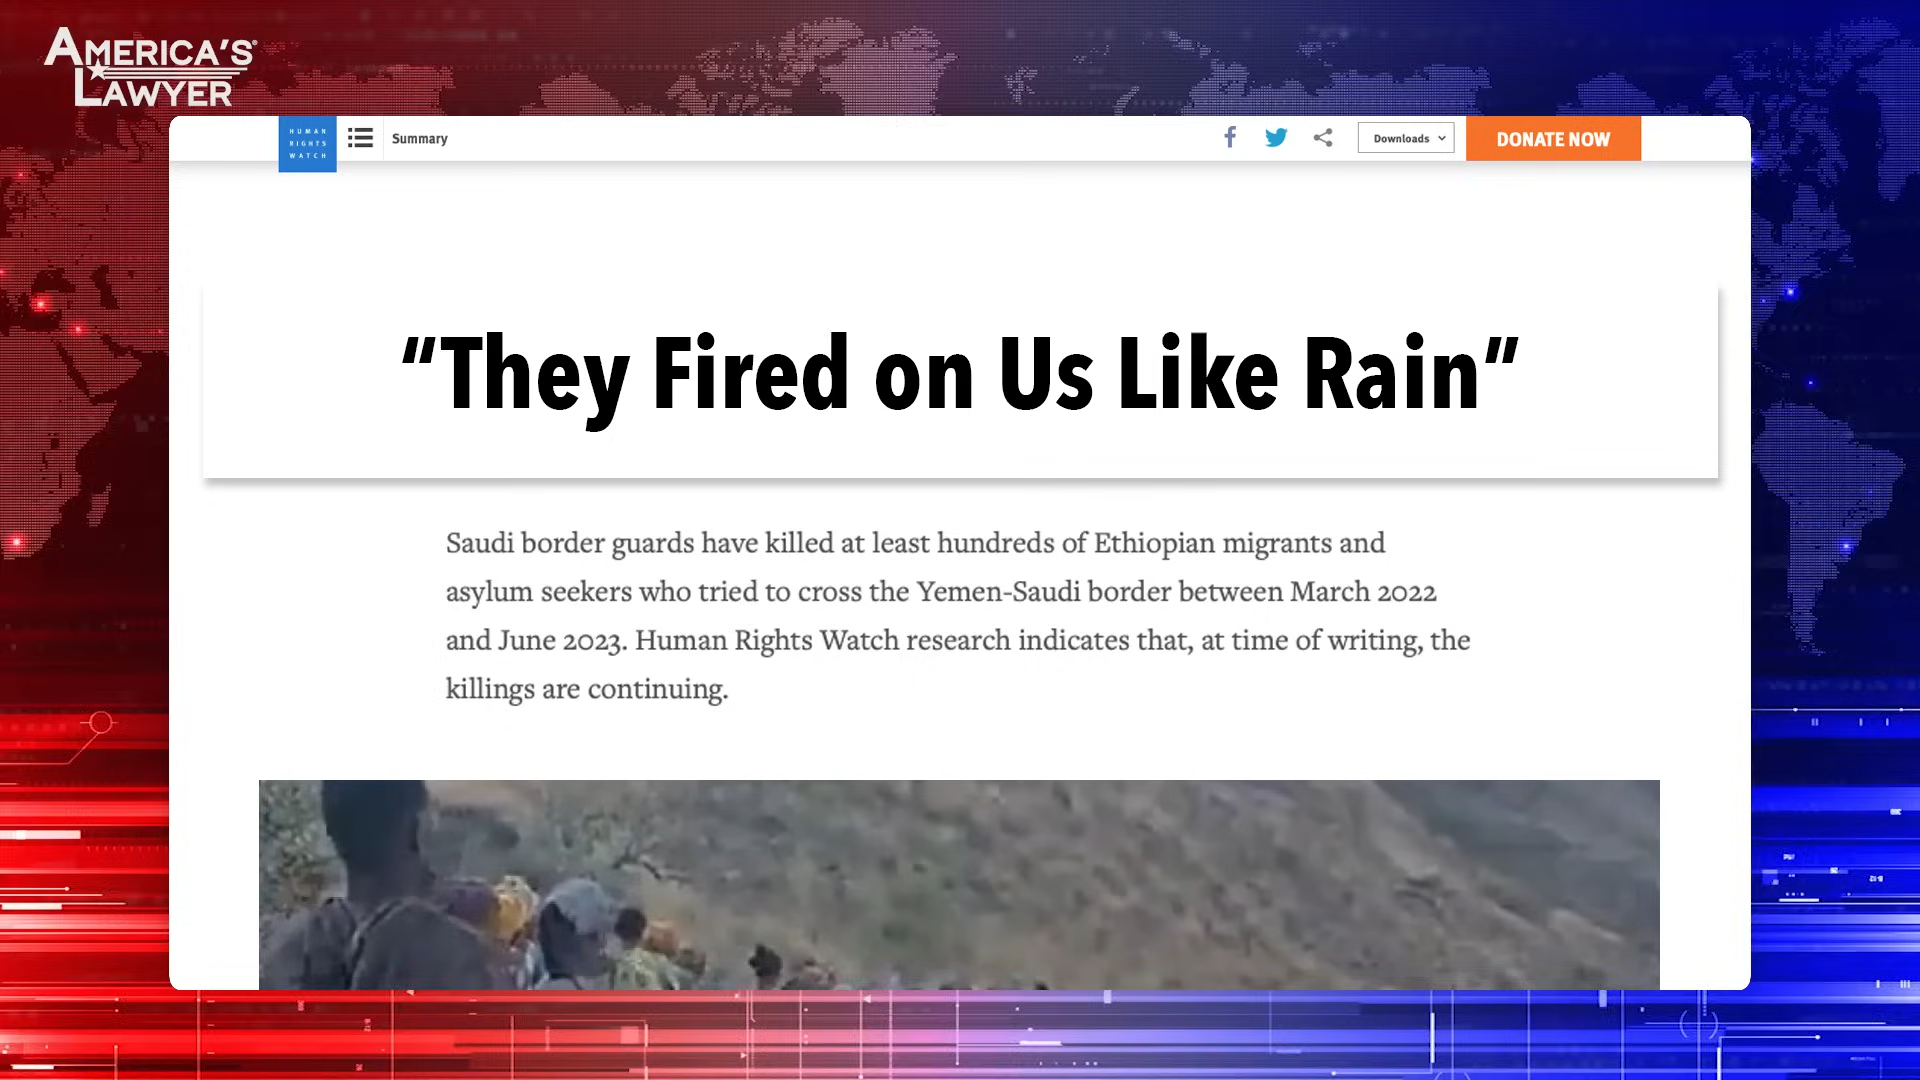 AMERICA'S
LAWYER
HUMAN
RIGHTS
WATCH
Summary
Downloads
DONATE NOW
“They Fired on Us Like Rain”
Saudi border guards have killed at least hundreds of Ethiopian migrants and
asylum seekers who tried to cross the Yemen-Saudi border between March 2022
and June 2023. Human Rights Watch research indicates that, at time of writing, the
killings are continuing.